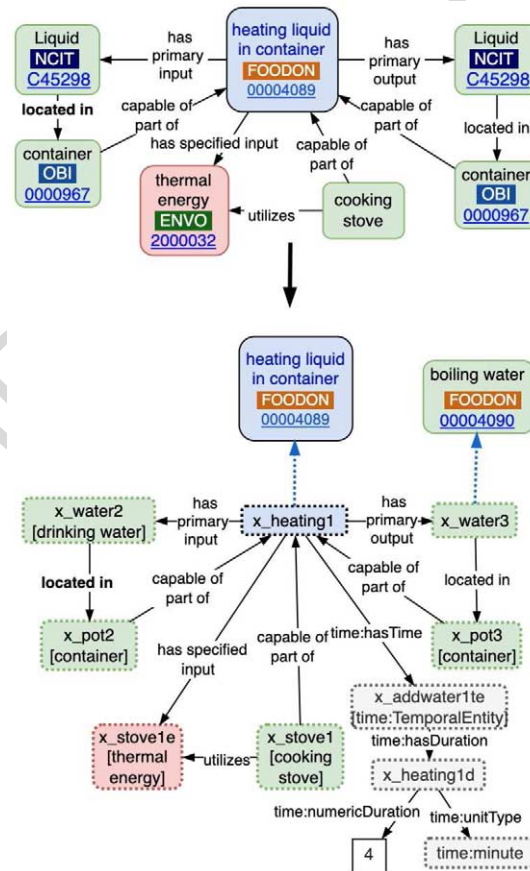 Liquid
NCIT
C45298
has
primary
input
heating liquid
in container
FOODON
00004089
has
primary
output
Liquid
NCIT
C45298
located in
capable of
part of
capable of
part of
located in
container
OBI
0000967
has specified input
capable of
part of
container
OBI
0000967
thermal
energy
ENVO
2000032
utilizes
cooking
stove
heating liquid
in container
FOODON
00004089
boiling water
FOODON
00004090
x_water2
[drinking water]
has
primary
input
x_heating1
has
primary
output
x_water3
located in
capable of
part of
capable of
part of
located in
x_pot2
[container]
has specified
input
capable of
part of
time:hasTime
x_pot3
[container]
x_addwater1te
[time:TemporalEntity]
x_stove1e
[thermal
energy]
utilizes
x_stove1
[cooking
stove]
time:hasDuration
x_heating1d
time:numericDuration
time:unitType
4
time:minute